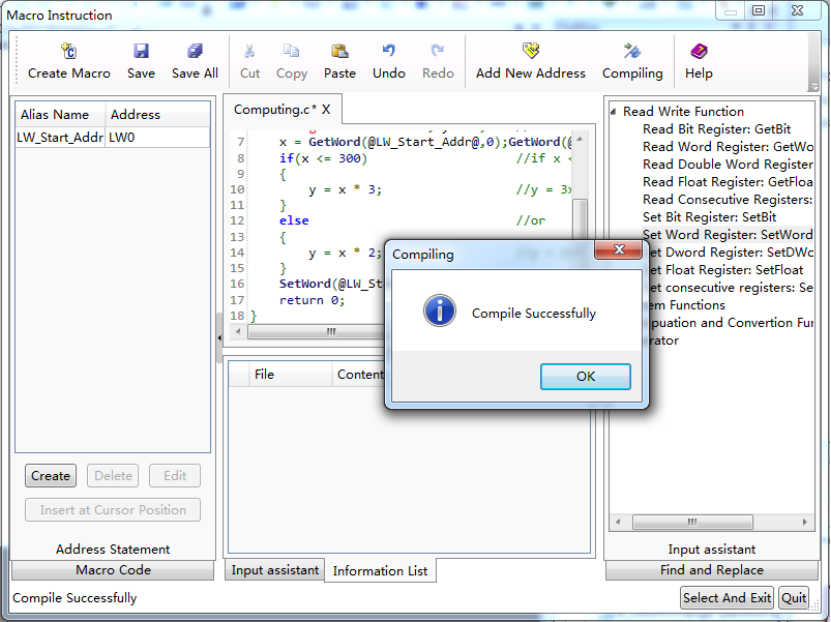 Macro Instruction
Create Macro Save Save All Cut Copy Paste Undo Redo Add New Address Compiling Help
Alias Name Address
LW_Start_Addr LW0
Create Delete Edit
Insert at Cursor Position
Address Statement
Macro Code
Computing.c* X
7 x = GetWord(@LW_Start_Addr@,0);GetWord(@
8 if(x <= 300) //if x <
9 {
10 y = x * 3; //y = 3x
11 }
12 else //or
13 {
14 y = x * 2;
15 }
16 SetWord(@LW_St
17 return 0;
18 }
File Content
Input assistant Information List
Compiling
Compile Successfully
OK
Read Write Function
Read Bit Register: GetBit
Read Word Register: GetWo
Read Double Word Register
Read Float Register: GetFloa
Read Consecutive Registers:
Set Bit Register: SetBit
Set Word Register: SetWord
et Dword Register: SetDWo
et Float Register: SetFloat
et consecutive registers: Se
em Functions
puation and Convertion Fu
rator
Input assistant
Find and Replace
Compile Successfully
Select And Exit Quit